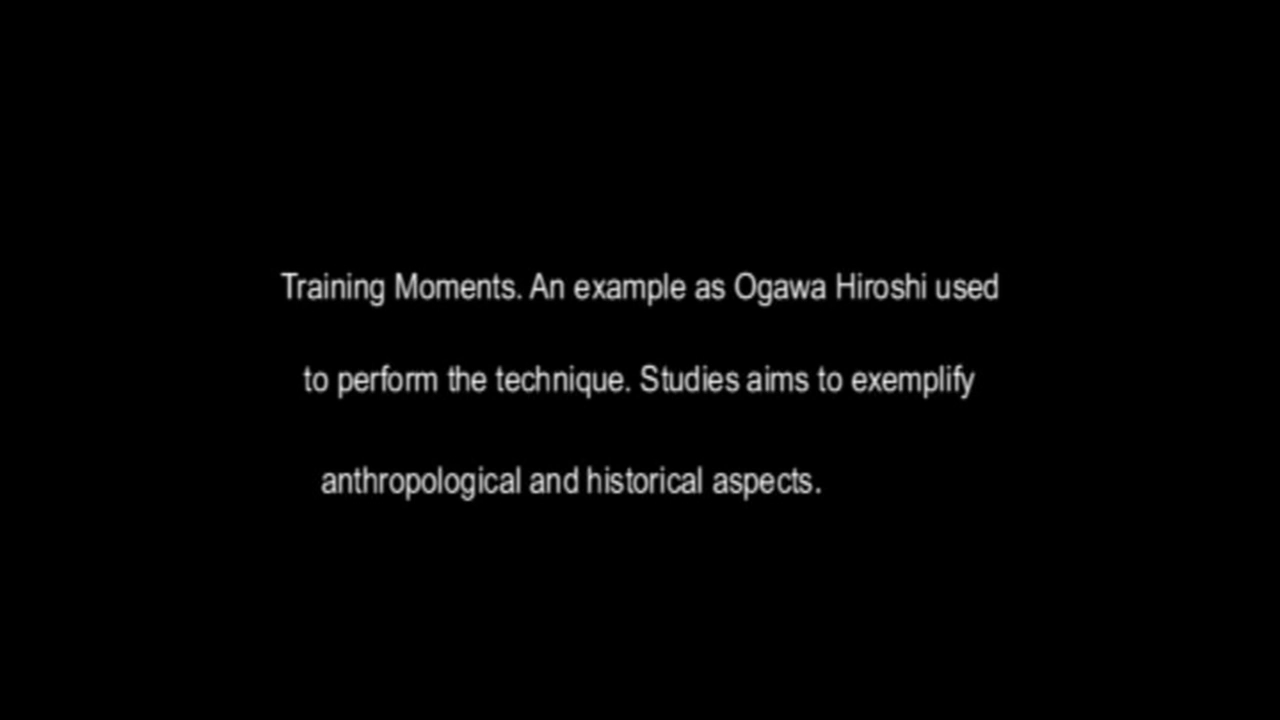 Training Moments. An example as Ogawa Hiroshi used
to perform the technique. Studies aims to exemplify
anthropological and historical aspects.